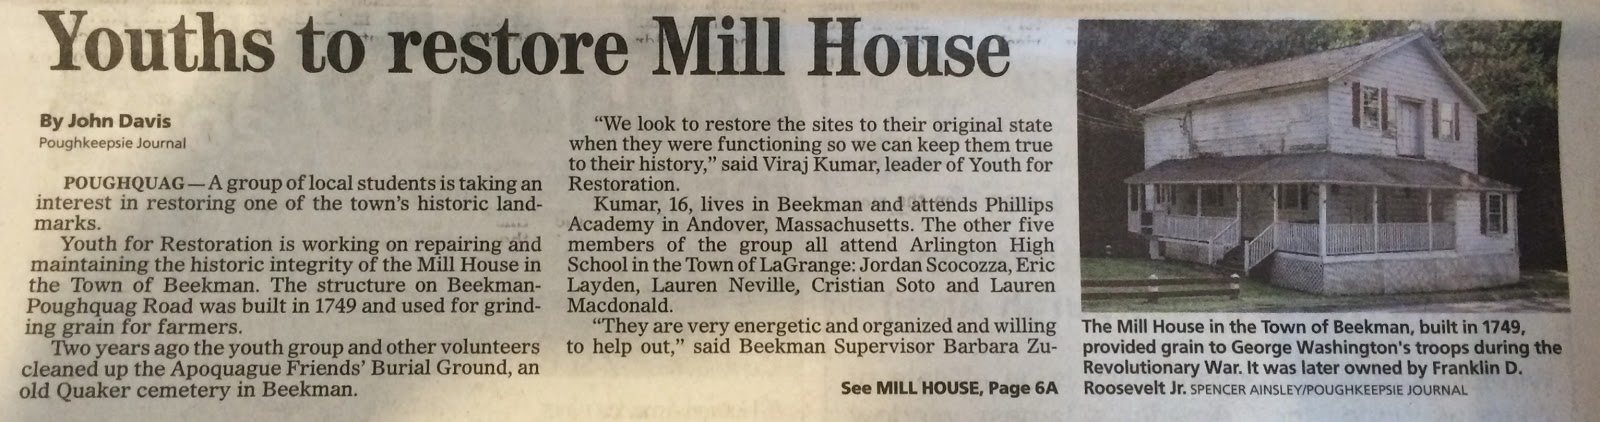 Youths to restore Mill House
By John Davis
Poughkeepsie Journal
POUGHQUAG — A group of local students is taking an
interest in restoring one of the town's historic land-
marks.
Youth for Restoration is working on repairing and
maintaining the historic integrity of the Mill House in
the Town of Beekman. The structure on Beekman-
Poughquag Road was built in 1749 and used for grind-
ing grain for farmers.
Two years ago the youth group and other volunteers
cleaned up the Apoquague Friends' Burial Ground, an
old Quaker cemetery in Beekman.
"We look to restore the sites to their original state
when they were functioning so we can keep them true
to their history," said Viraj Kumar, leader of Youth for
Restoration.
Kumar, 16, lives in Beekman and attends Phillips
Academy in Andover, Massachusetts. The other five
members of the group all attend Arlington High
School in the Town of LaGrange: Jordan Scocozza, Eric
Layden, Lauren Neville, Cristian Soto and Lauren
Macdonald.
"They are very energetic and organized and willing
to help out," said Beekman Supervisor Barbara Zu-
See MILL HOUSE, Page 6A
The Mill House in the Town of Beekman, built in 1749,
provided grain to George Washington's troops during the
Revolutionary War. It was later owned by Franklin D.
Roosevelt Jr. SPENCER AINSLEY/POUGHKEEPSIE JOURNAL